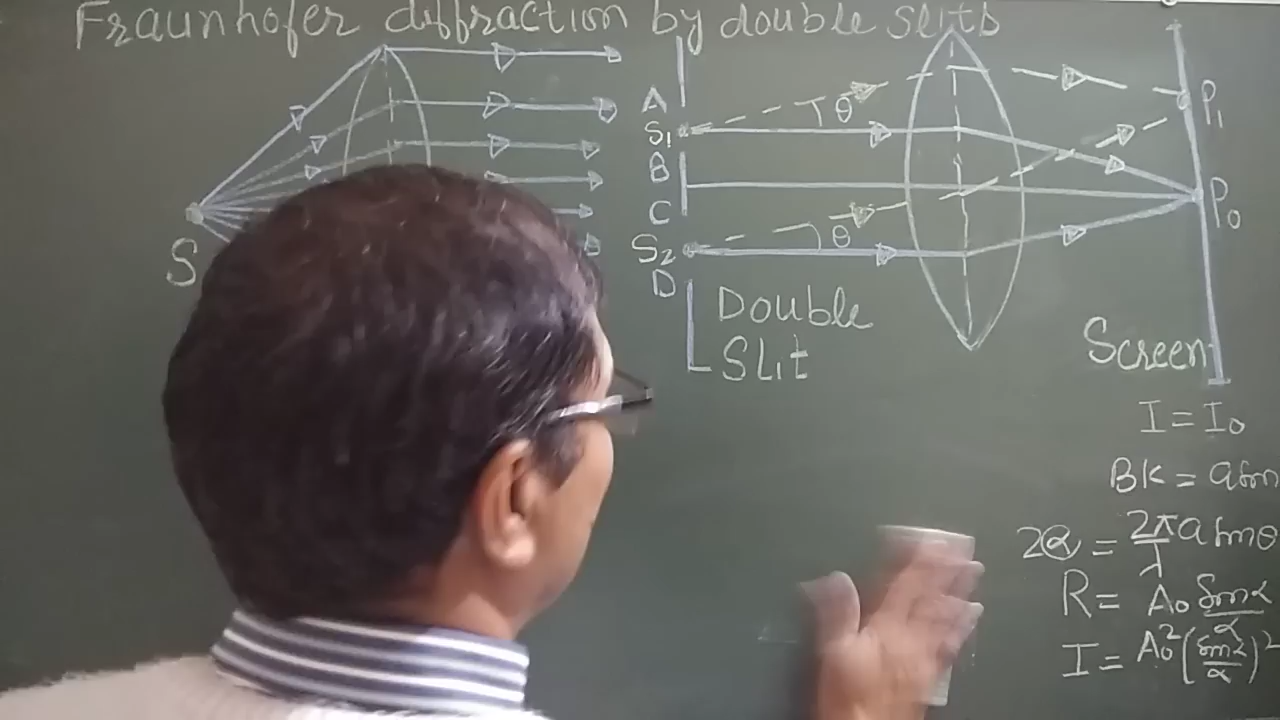 Fraunhofer diffraction by double slits
A
S₁
B
C
S₂
D
S
θ
θ
P₁
P₀
Double
Slit
Screen
I = I₀
BK = a sin
2α = 2π/λ a sinθ
R = A₀ sinα/α
I = A₀² (sinα/α)²